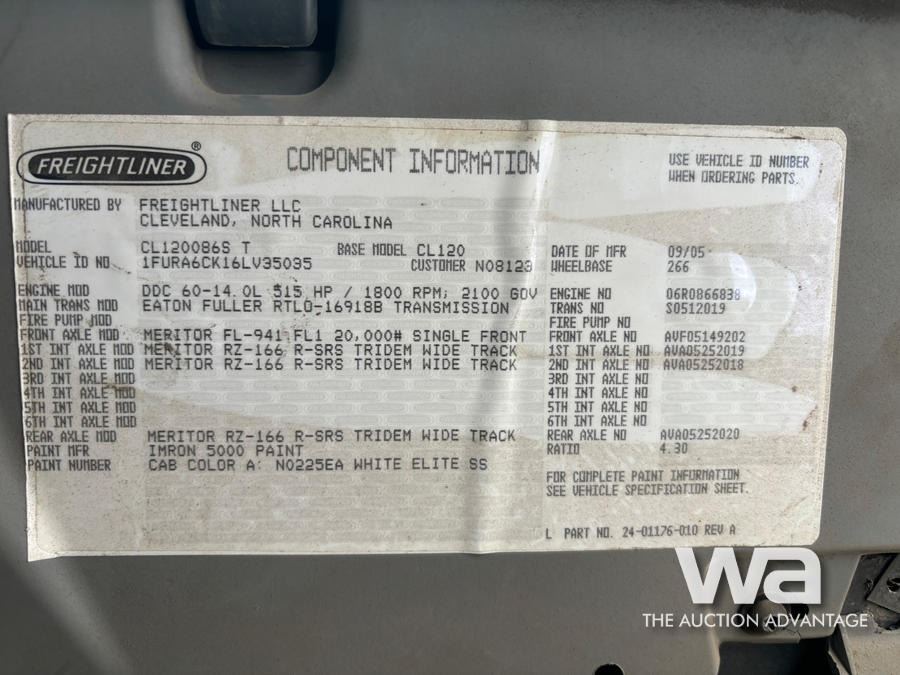 FREIGHTLINER®
COMPONENT INFORMATION
USE VEHICLE ID NUMBER
WHEN ORDERING PARTS.
MANUFACTURED BY FREIGHTLINER LLC
CLEVELAND, NORTH CAROLINA
MODEL CL120086S T BASE MODEL CL120 DATE OF MFR 09/05
VEHICLE ID NO 1FURA6CK16LV35035 CUSTOMER N08123 WHEELBASE 266
ENGINE MOD DDC 60-14.0L 515 HP / 1800 RPM; 2100 GOV ENGINE NO 06R0866838
MAIN TRANS MOD EATON FULLER RTLO-16918B TRANSMISSION TRANS NO S0512019
FIRE PUMP MOD FIRE PUMP NO
FRONT AXLE MOD MERITOR FL-941 FL1 20,000# SINGLE FRONT FRONT AXLE NO AVF05149202
1ST INT AXLE MOD MERITOR RZ-166 R-SRS TRIDEM WIDE TRACK 1ST INT AXLE NO AVA05252019
2ND INT AXLE MOD MERITOR RZ-166 R-SRS TRIDEM WIDE TRACK 2ND INT AXLE NO AVA05252018
3RD INT AXLE MOD 3RD INT AXLE NO
4TH INT AXLE MOD 4TH INT AXLE NO
5TH INT AXLE MOD 5TH INT AXLE NO
6TH INT AXLE MOD 6TH INT AXLE NO
REAR AXLE MOD MERITOR RZ-166 R-SRS TRIDEM WIDE TRACK REAR AXLE NO AVA05252020
PAINT MFR IMRON 5000 PAINT RATIO 4.30
PAINT NUMBER CAB COLOR A: N0225EA WHITE ELITE SS
FOR COMPLETE PAINT INFORMATION
SEE VEHICLE SPECIFICATION SHEET.
L PART NO. 24-01176-010 REV A
wa
THE AUCTION ADVANTAGE